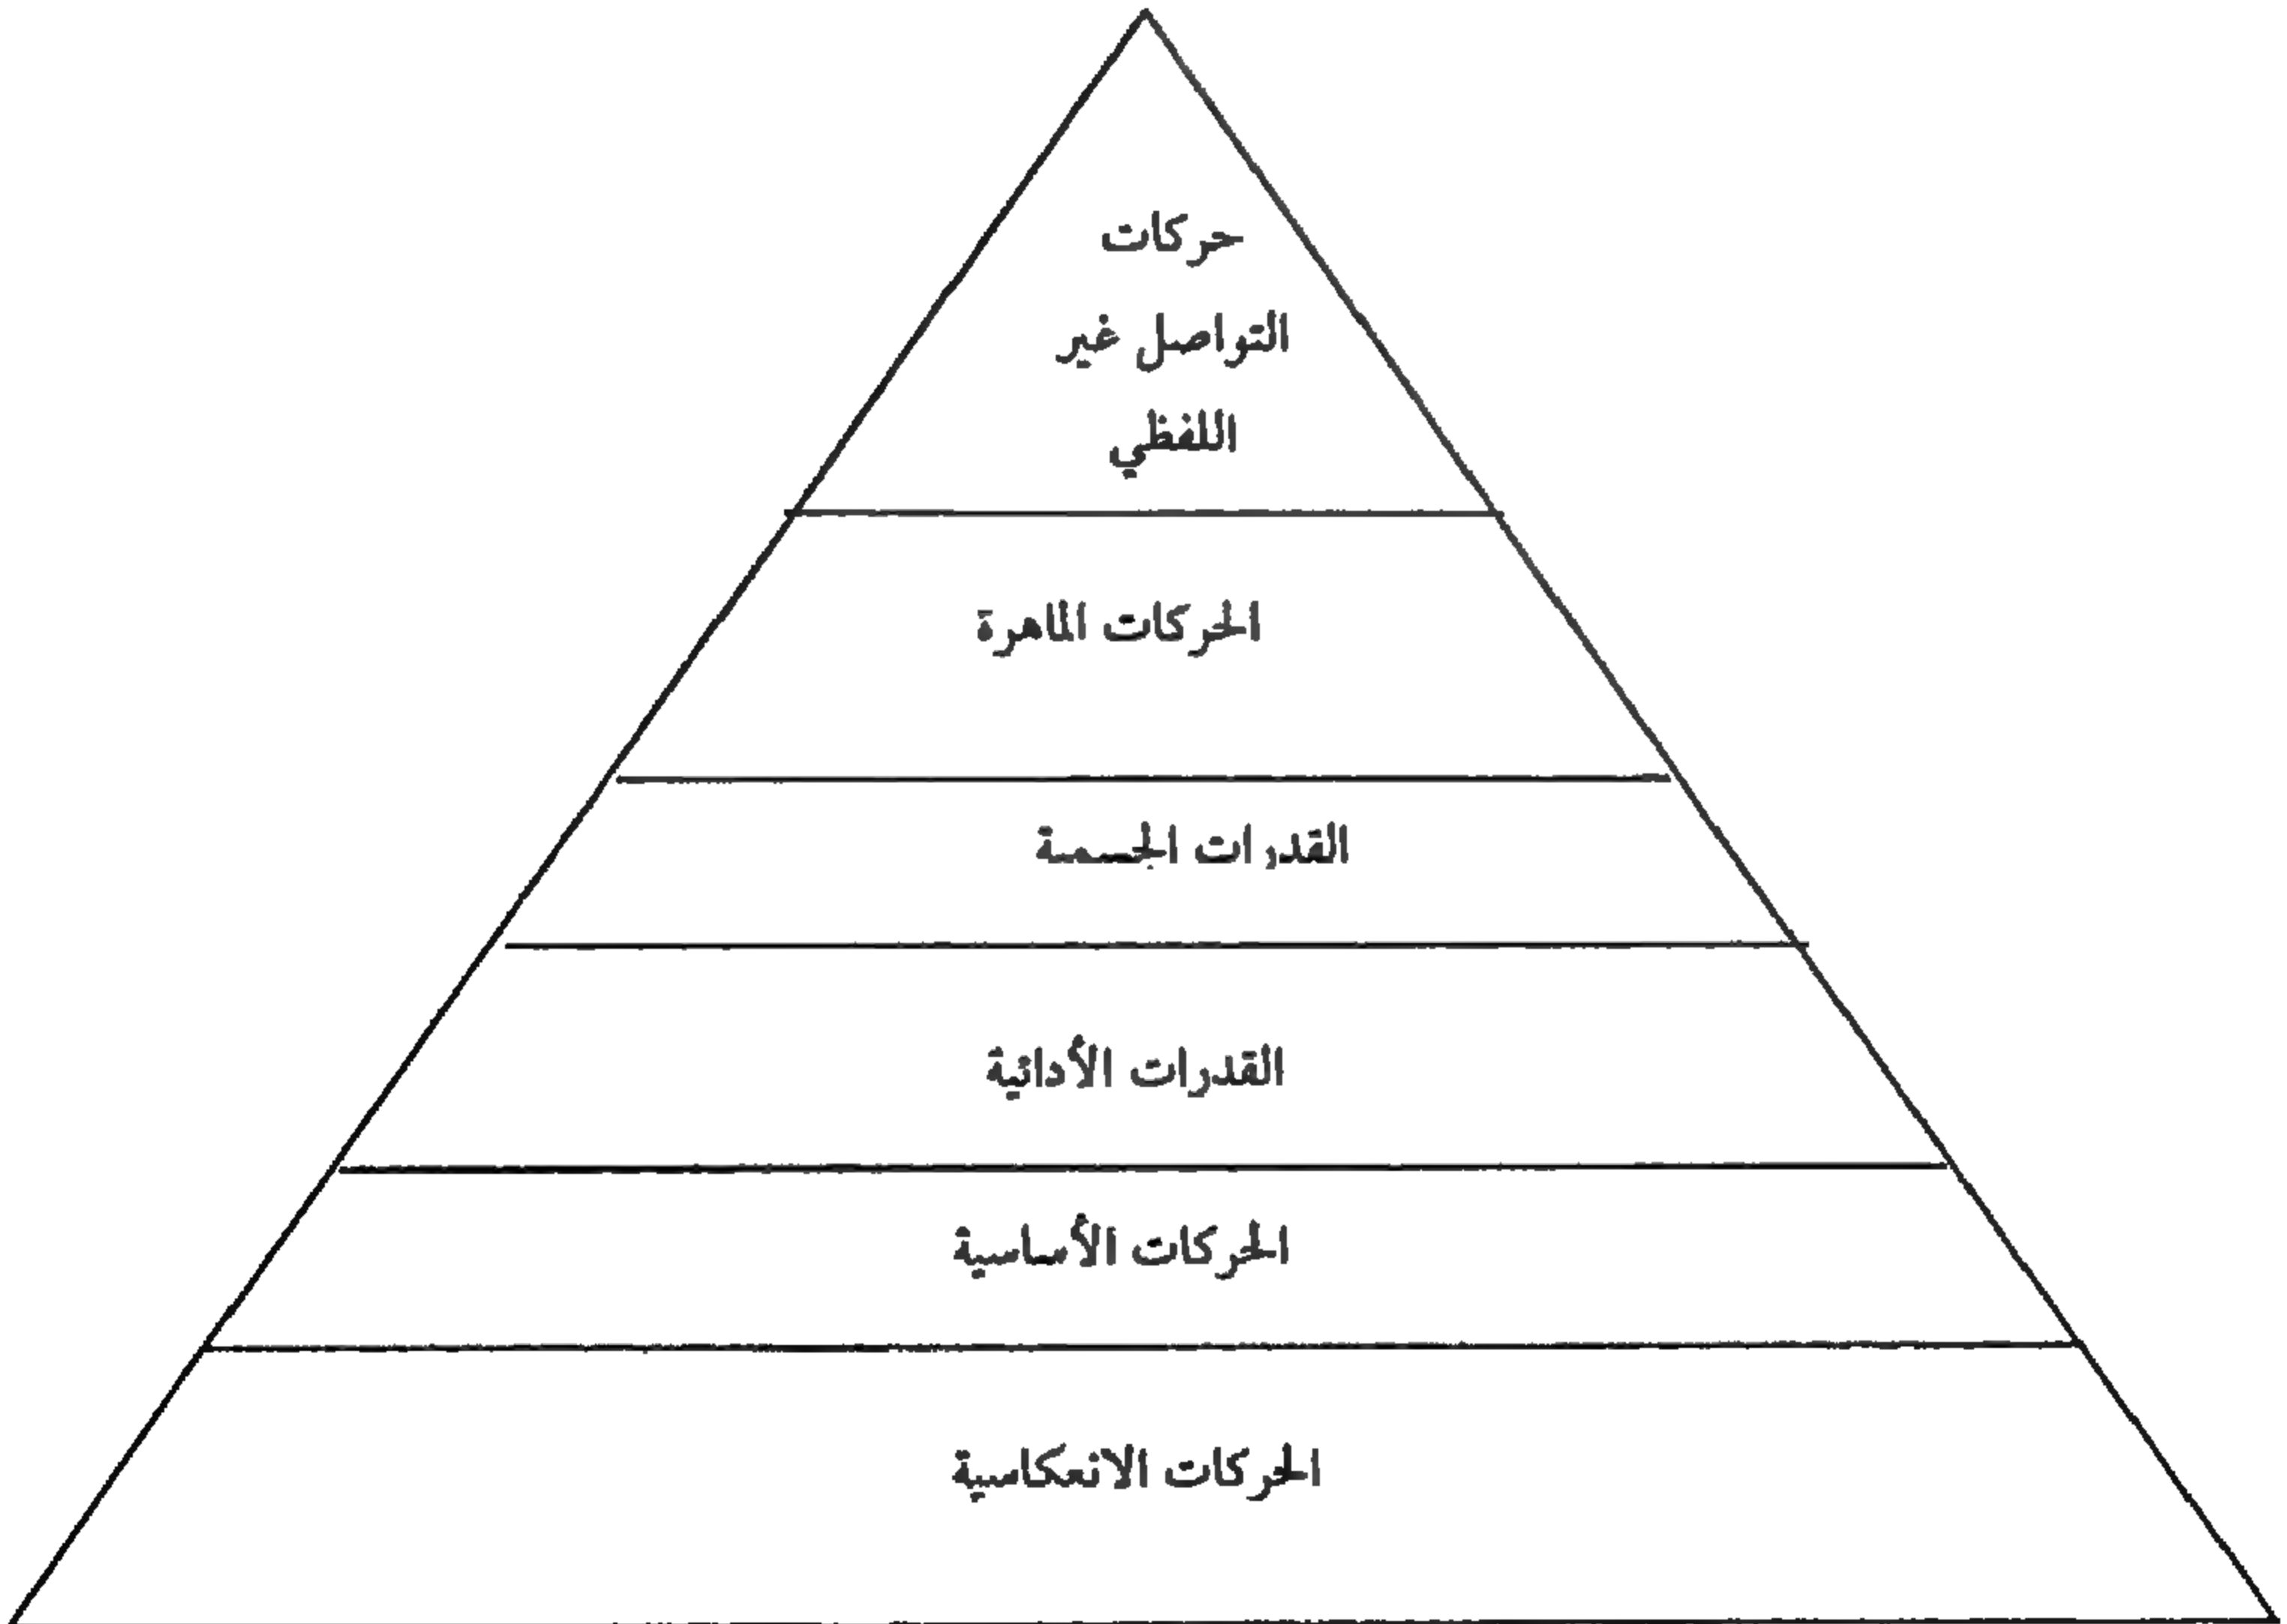 حركات
التواصل غير
اللفظي
الحركات الماهرة
القدرات الجسمية
القدرات الأدائية
الحركات الأساسية
الحركات الانعكاسية